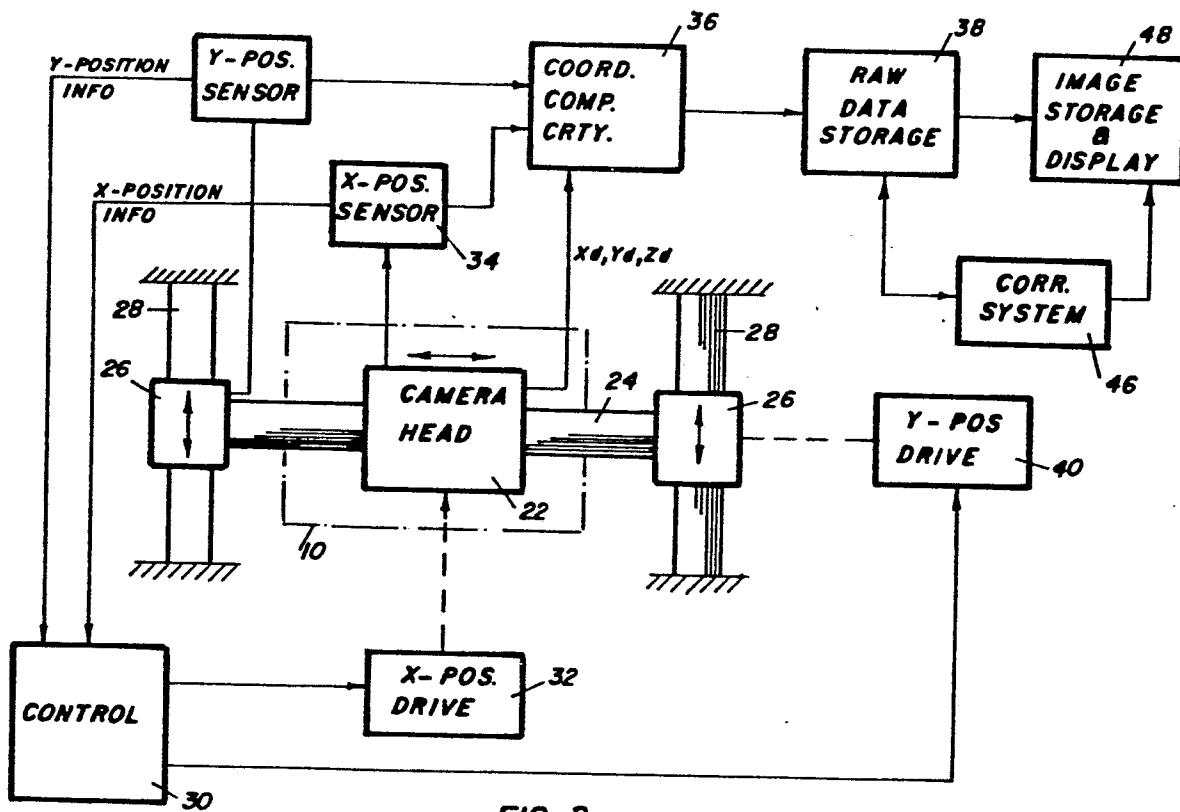 36
38
48
Y-POSITION
INFO
Y-POS.
SENSOR
COORD.
COMP.
CRTY.
RAW
DATA
STORAGE
IMAGE
STORAGE
&
DISPLAY
X-POSITION
INFO
X-POS.
SENSOR
34
Xd,Yd,Zd
CORR.
SYSTEM
46
28
28
26
24
26
CAMERA
HEAD
22
10
Y-POS
DRIVE
40
X-POS.
DRIVE
32
CONTROL
30